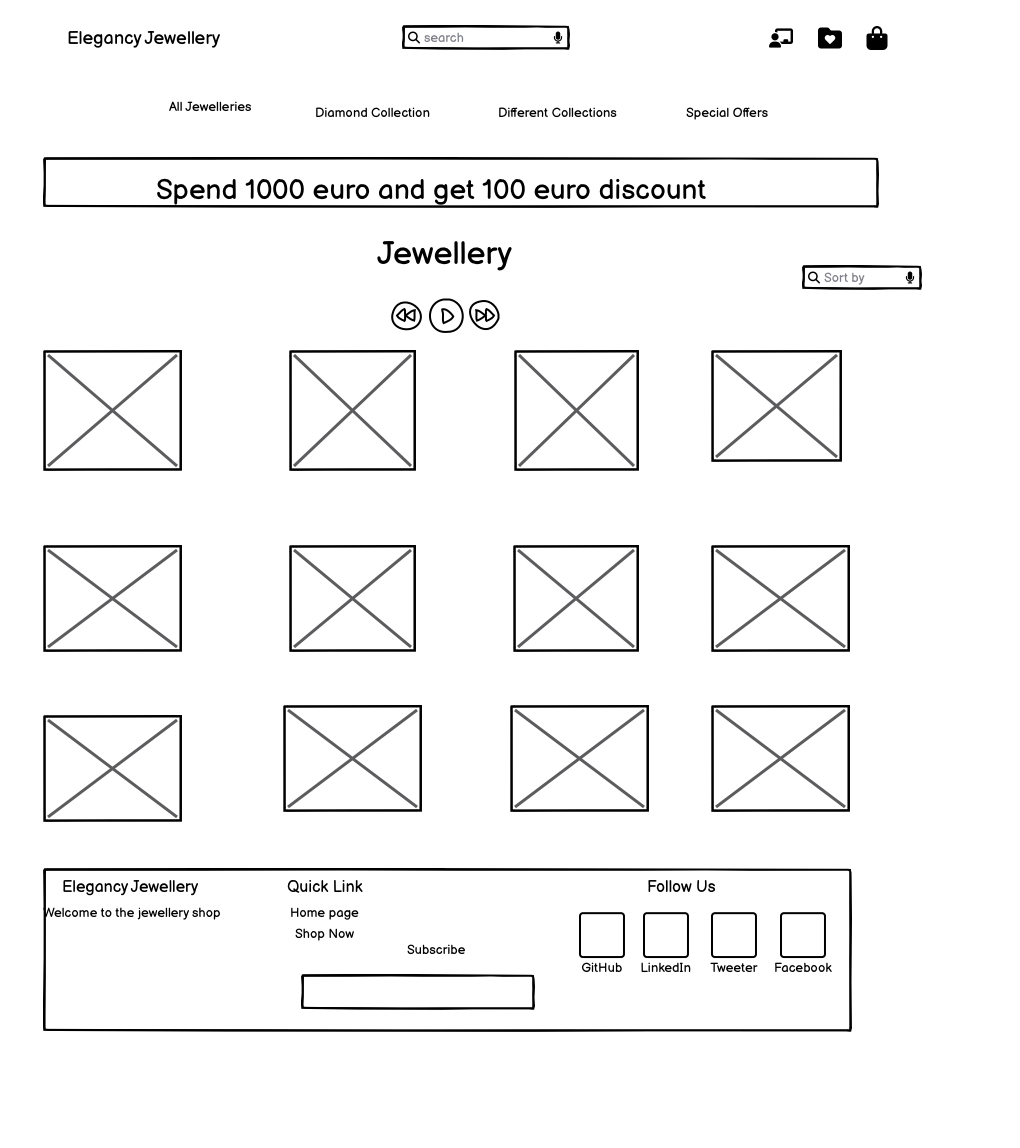 Elegancy Jewellery
search
All Jewelleries
Diamond Collection
Different Collections
Special Offers
Spend 1000 euro and get 100 euro discount
Jewellery
Sort by
Elegancy Jewellery
Quick Link
Follow Us
Welcome to the jewellery shop
Home page
Shop Now
Subscribe
GitHub
LinkedIn
Tweeter
Facebook